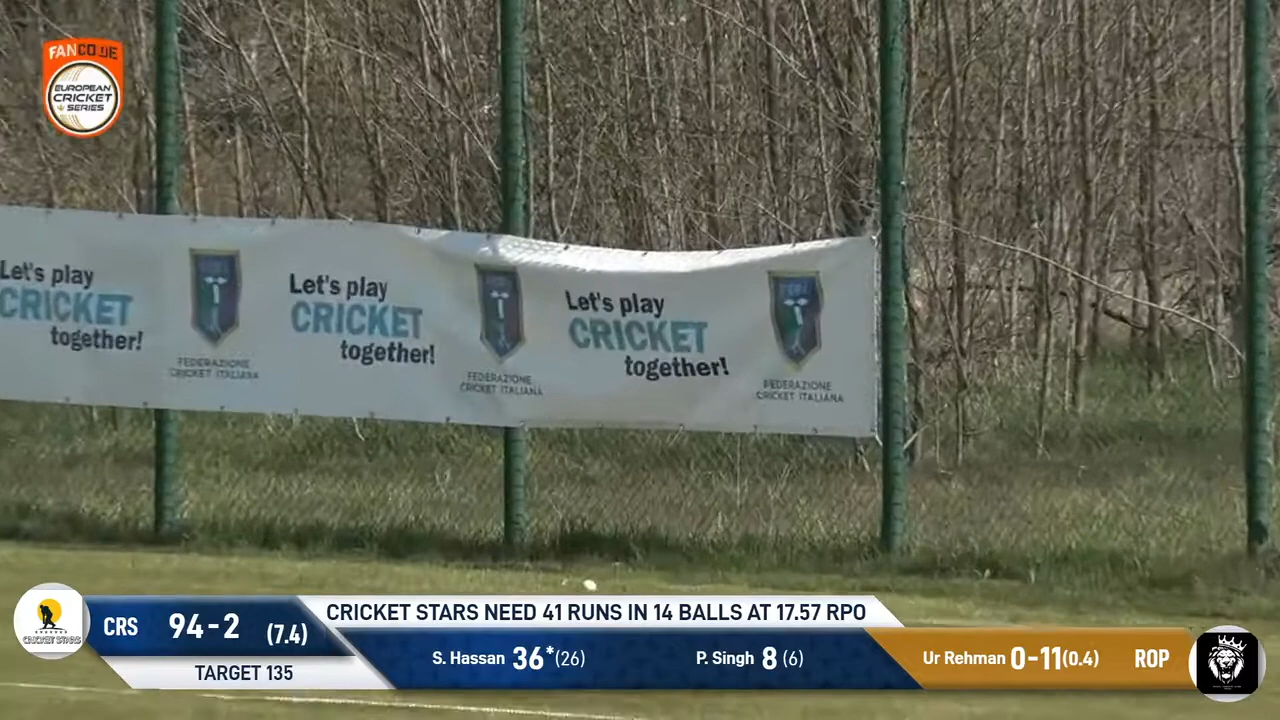 FANCODE
EUROPEAN
CRICKET
SERIES
Let's play
CRICKET
together!
FEDERAZIONE
CRICKET ITALIANA
Let's play
CRICKET
together!
FEDERAZIONE
CRICKET ITALIANA
Let's play
CRICKET
together!
FEDERAZIONE
CRICKET ITALIANA
CRICKET STARS
CRS 94-2 (7.4)
TARGET 135
CRICKET STARS NEED 41 RUNS IN 14 BALLS AT 17.57 RPO
S. Hassan 36* (26) P. Singh 8 (6)
Ur Rehman 0-11 (0.4) ROP